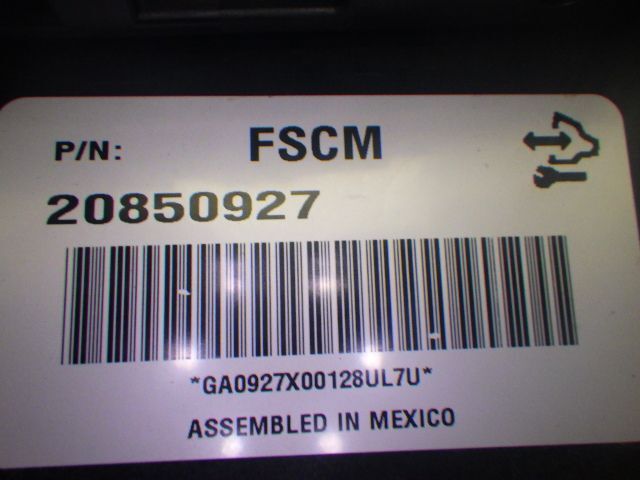 P/N: FSCM
20850927
*GA0927X00128UL7U*
ASSEMBLED IN MEXICO